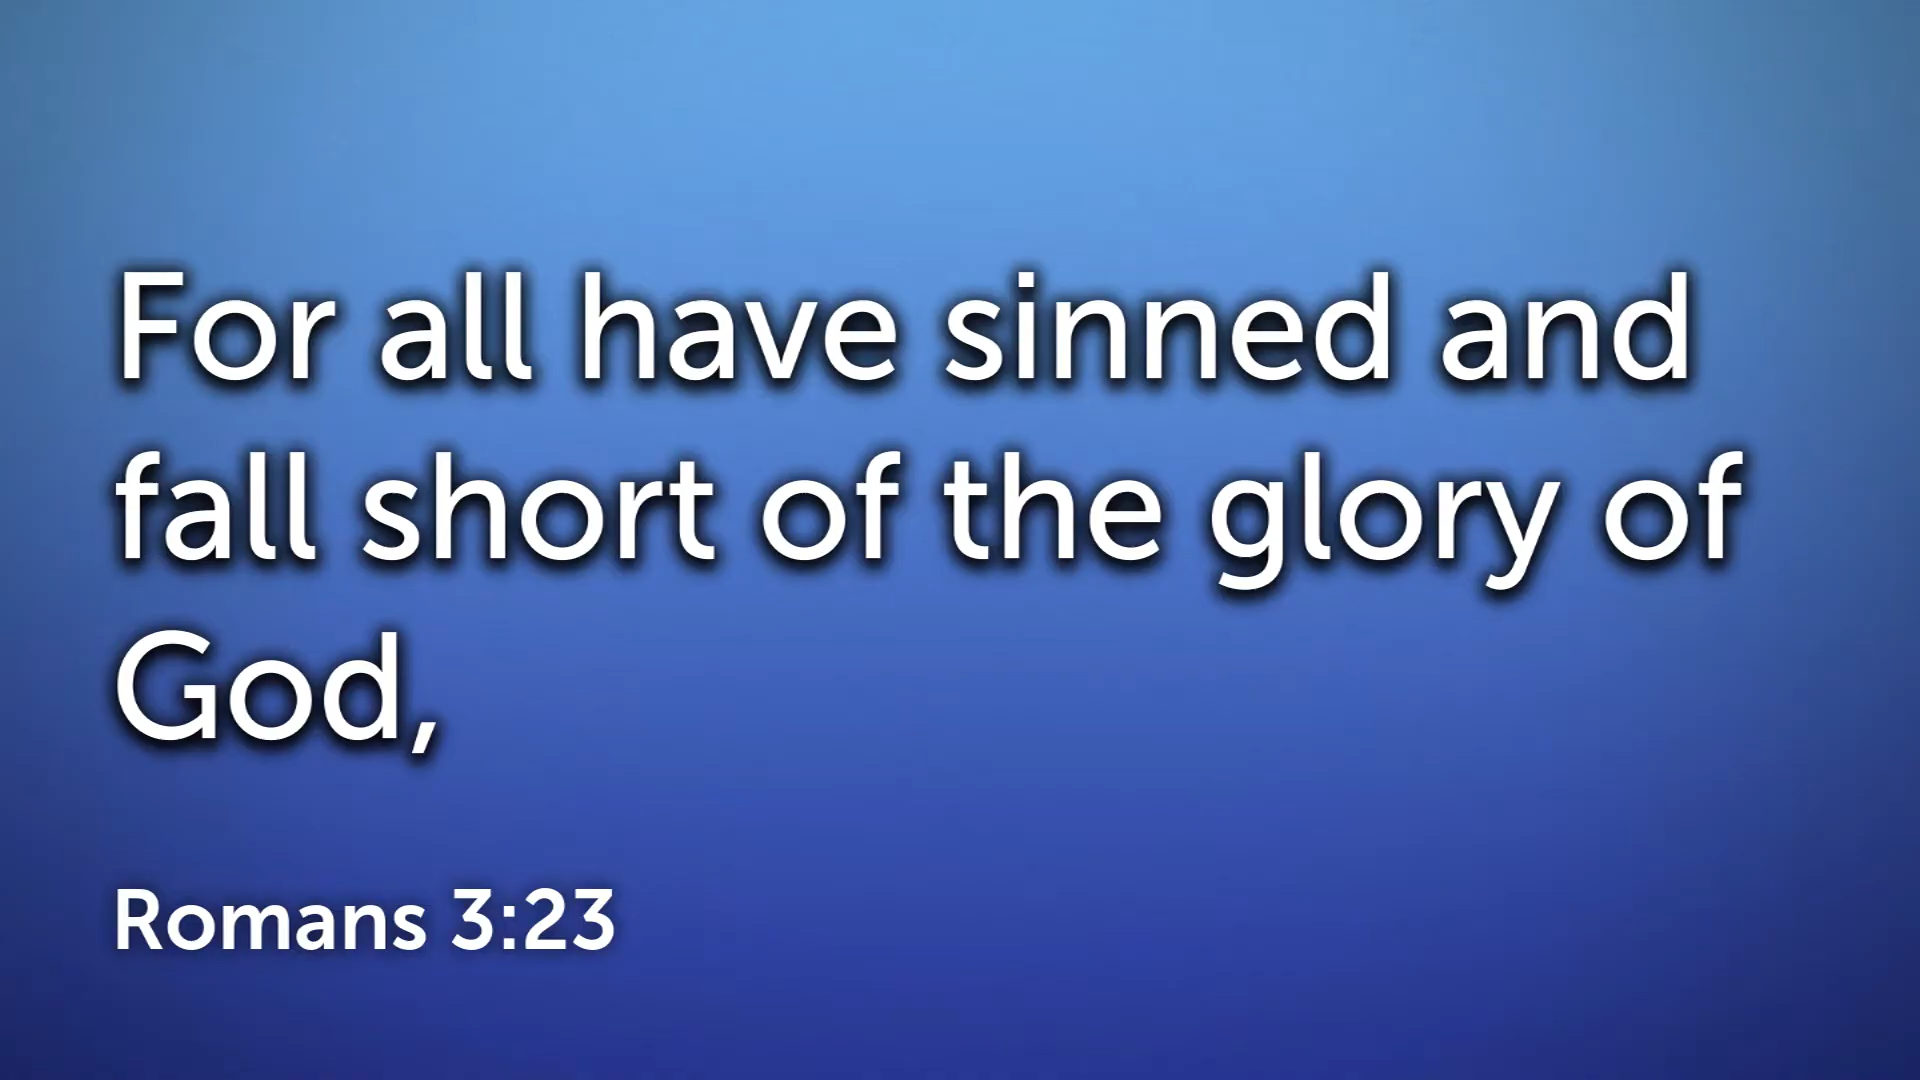 For all have sinned and
fall short of the glory of
God,
Romans 3:23